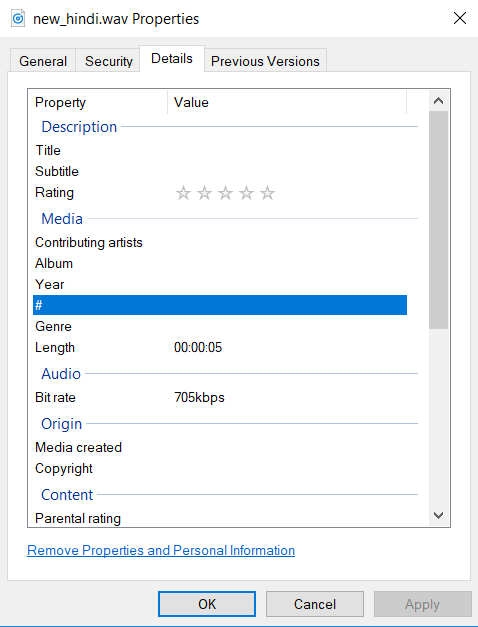 new_hindi.wav Properties
General Security Details Previous Versions
Property Value
Description
Title
Subtitle
Rating
Media
Contributing artists
Album
Year
#
Genre
Length 00:00:05
Audio
Bit rate 705kbps
Origin
Media created
Copyright
Content
Parental rating
Remove Properties and Personal Information
OK Cancel Apply